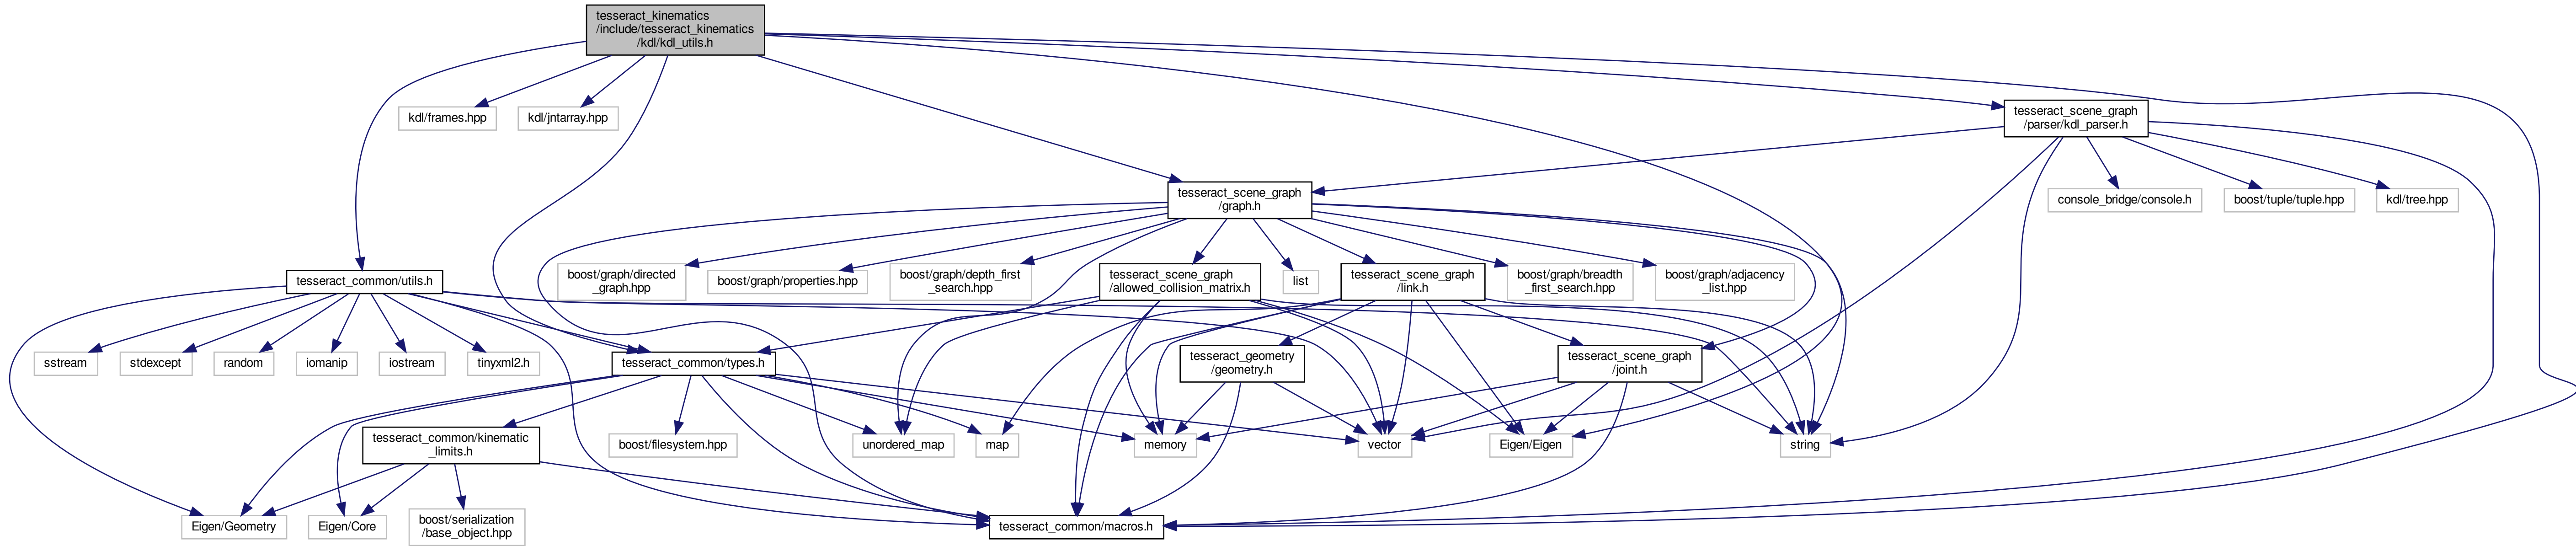 tesseract_kinematics
/include/tesseract_kinematics
/kdl/kdl_utils.h
kdl/frames.hpp
kdl/jntarray.hpp
tesseract_scene_graph
/parser/kdl_parser.h
tesseract_scene_graph
/graph.h
console_bridge/console.h
boost/tuple/tuple.hpp
kdl/tree.hpp
tesseract_common/utils.h
boost/graph/directed
_graph.hpp
boost/graph/properties.hpp
boost/graph/depth_first
_search.hpp
tesseract_scene_graph
/allowed_collision_matrix.h
list
tesseract_scene_graph
/link.h
boost/graph/breadth
_first_search.hpp
boost/graph/adjacency
_list.hpp
sstream
stdexcept
random
iomanip
iostream
tinyxml2.h
tesseract_common/types.h
tesseract_geometry
/geometry.h
tesseract_scene_graph
/joint.h
tesseract_common/kinematic
_limits.h
boost/filesystem.hpp
unordered_map
map
memory
vector
Eigen/Eigen
string
Eigen/Geometry
Eigen/Core
boost/serialization
/base_object.hpp
tesseract_common/macros.h